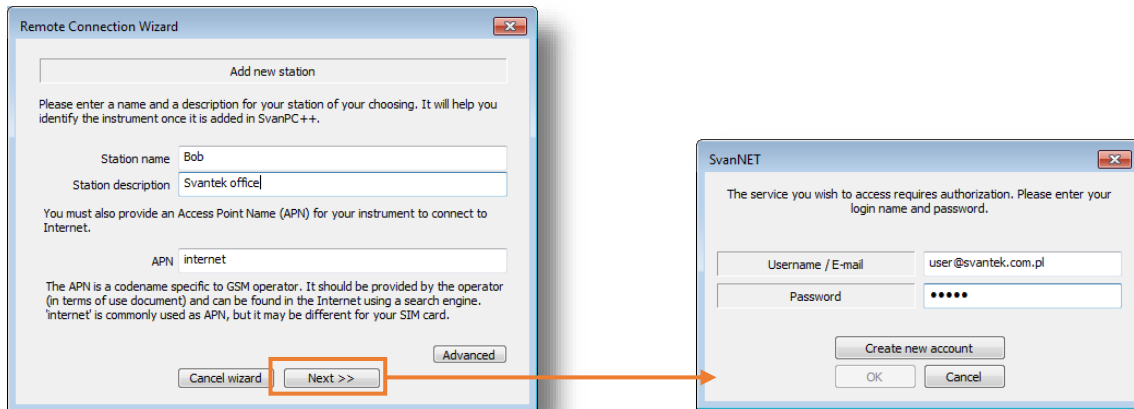 Remote Connection Wizard
Add new station
Please enter a name and a description for your station of your choosing. It will help you
identify the instrument once it is added in SvanPC++.
Station name Bob
Station description Svantek office
You must also provide an Access Point Name (APN) for your instrument to connect to
Internet.
APN internet
The APN is a codename specific to GSM operator. It should be provided by the operator
(in terms of use document) and can be found in the Internet using a search engine.
'internet' is commonly used as APN, but it may be different for your SIM card.
Advanced
Cancel wizard Next >>
SvanNET
The service you wish to access requires authorization. Please enter your
login name and password.
Username / E-mail user@svantek.com.pl
Password •••••
Create new account
OK Cancel